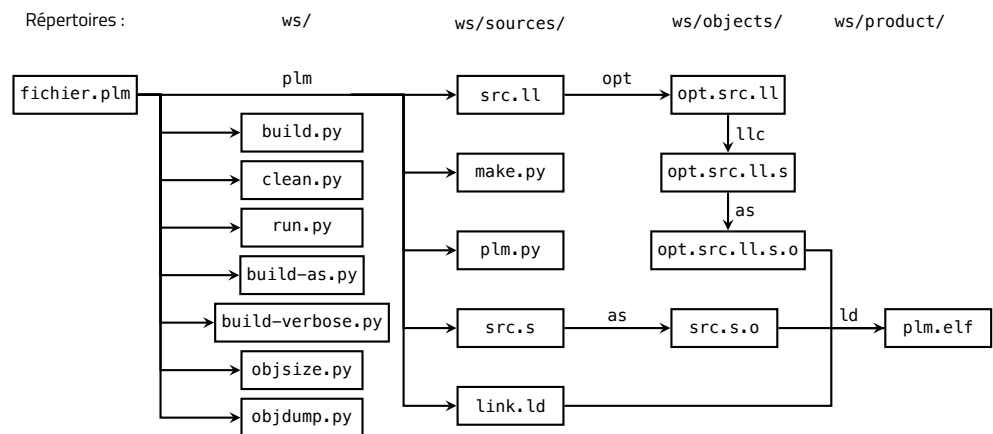 Répertoires : ws/ ws/sources/ ws/objects/ ws/product/
plm opt
fichier.plm src.ll opt.src.ll
build.py llc
clean.py make.py opt.src.ll.s
as
run.py plm.py opt.src.ll.s.o
build-as.py
build-verbose.py src.s as src.s.o ld plm.elf
objsize.py
objdump.py link.ld